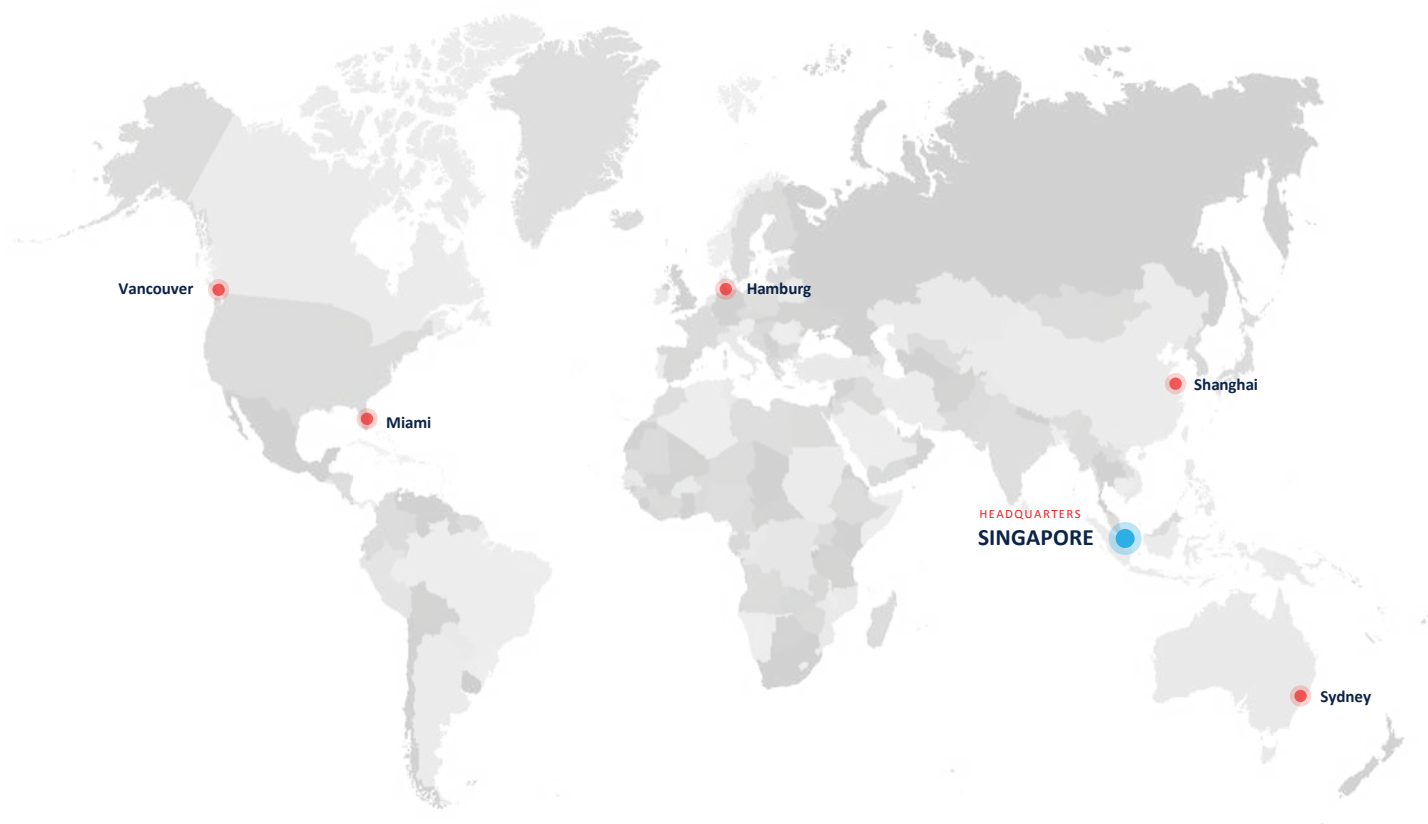 Vancouver
Hamburg
Shanghai
Miami
HEADQUARTERS
SINGAPORE
Sydney